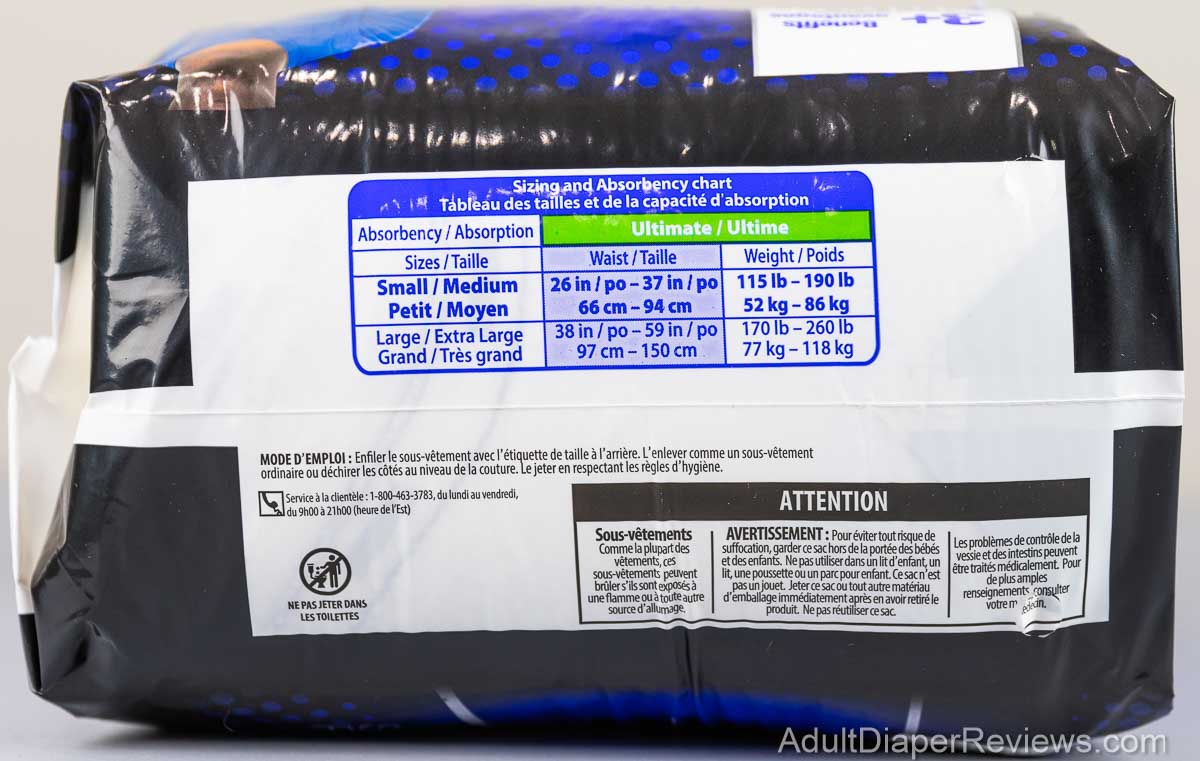 3+
Benefits
avantages
Sizing and Absorbency chart
Tableau des tailles et de la capacité d'absorption
Absorbency / Absorption
Ultimate / Ultime
Sizes / Taille
Waist / Taille
Weight / Poids
Small / Medium
26 in / po – 37 in / po
115 lb – 190 lb
Petit / Moyen
66 cm – 94 cm
52 kg – 86 kg
Large / Extra Large
38 in / po – 59 in / po
170 lb – 260 lb
Grand / Très grand
97 cm – 150 cm
77 kg – 118 kg
MODE D'EMPLOI : Enfiler le sous-vêtement avec l'étiquette de taille à l'arrière. L'enlever comme un sous-vêtement
ordinaire ou déchirer les côtés au niveau de la couture. Le jeter en respectant les règles d'hygiène.
Service à la clientèle : 1-800-463-3783, du lundi au vendredi,
du 9h00 à 21h00 (heure de l'Est)
NE PAS JETER DANS
LES TOILETTES
ATTENTION
Sous-vêtements
Comme la plupart des
vêtements, ces
sous-vêtements peuvent
brûler s'ils sont exposés à
une flamme ou à toute autre
source d'allumage.
AVERTISSEMENT : Pour éviter tout risque de
suffocation, garder ce sac hors de la portée des bébés
et des enfants. Ne pas utiliser dans un lit d'enfant, un
lit, une poussette ou un parc pour enfant. Ce sac n'est
pas un jouet. Jeter ce sac ou tout autre matériau
d'emballage immédiatement après en avoir retiré le
produit. Ne pas réutiliser ce sac.
Les problèmes de contrôle de la
vessie et des intestins peuvent
être traités médicalement. Pour
de plus amples
renseignements consulter
votre médecin.
AdultDiaperReviews.com